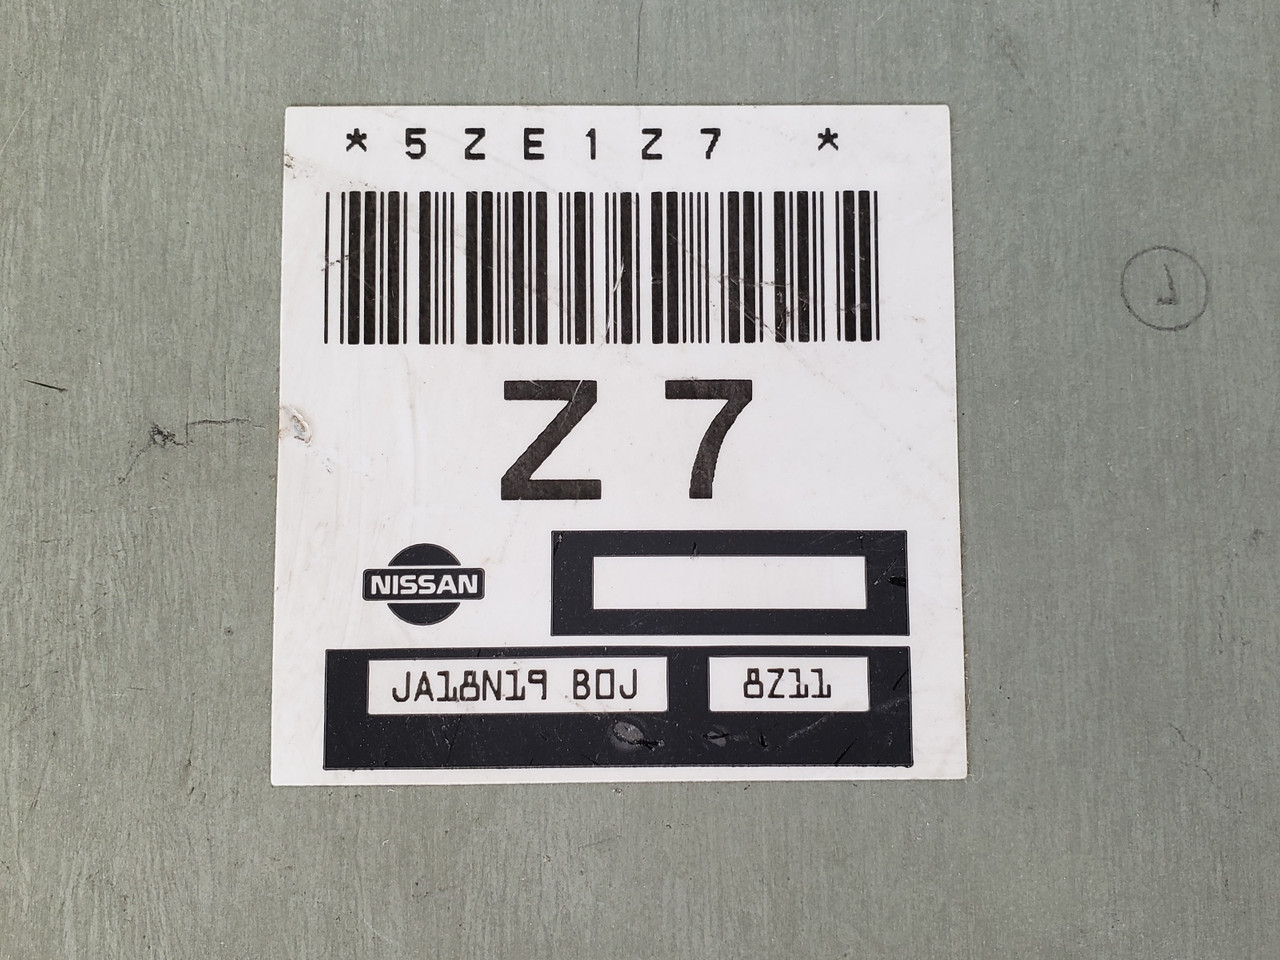 *5ZE1Z7 *
Z7
NISSAN
JA18N19 B0J 8Z11